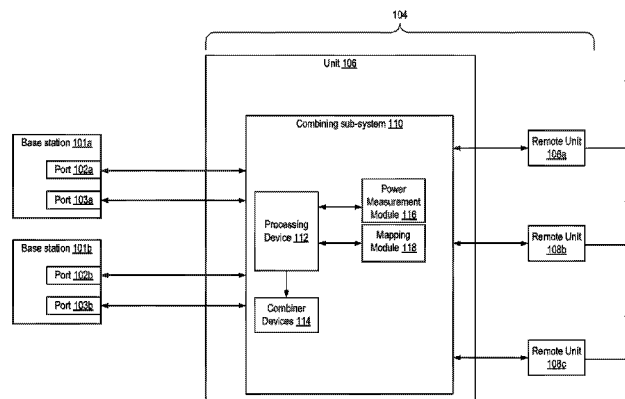 104
Unit 106
Combining sub-system 110
Base station 101a
Port 102a
Port 103a
Base station 101b
Port 102b
Port 103b
Processing
Device 112
Power
Measurement
Module 116
Mapping
Module 118
Combiner
Devices 114
Remote Unit
108a
Remote Unit
108b
Remote Unit
108c